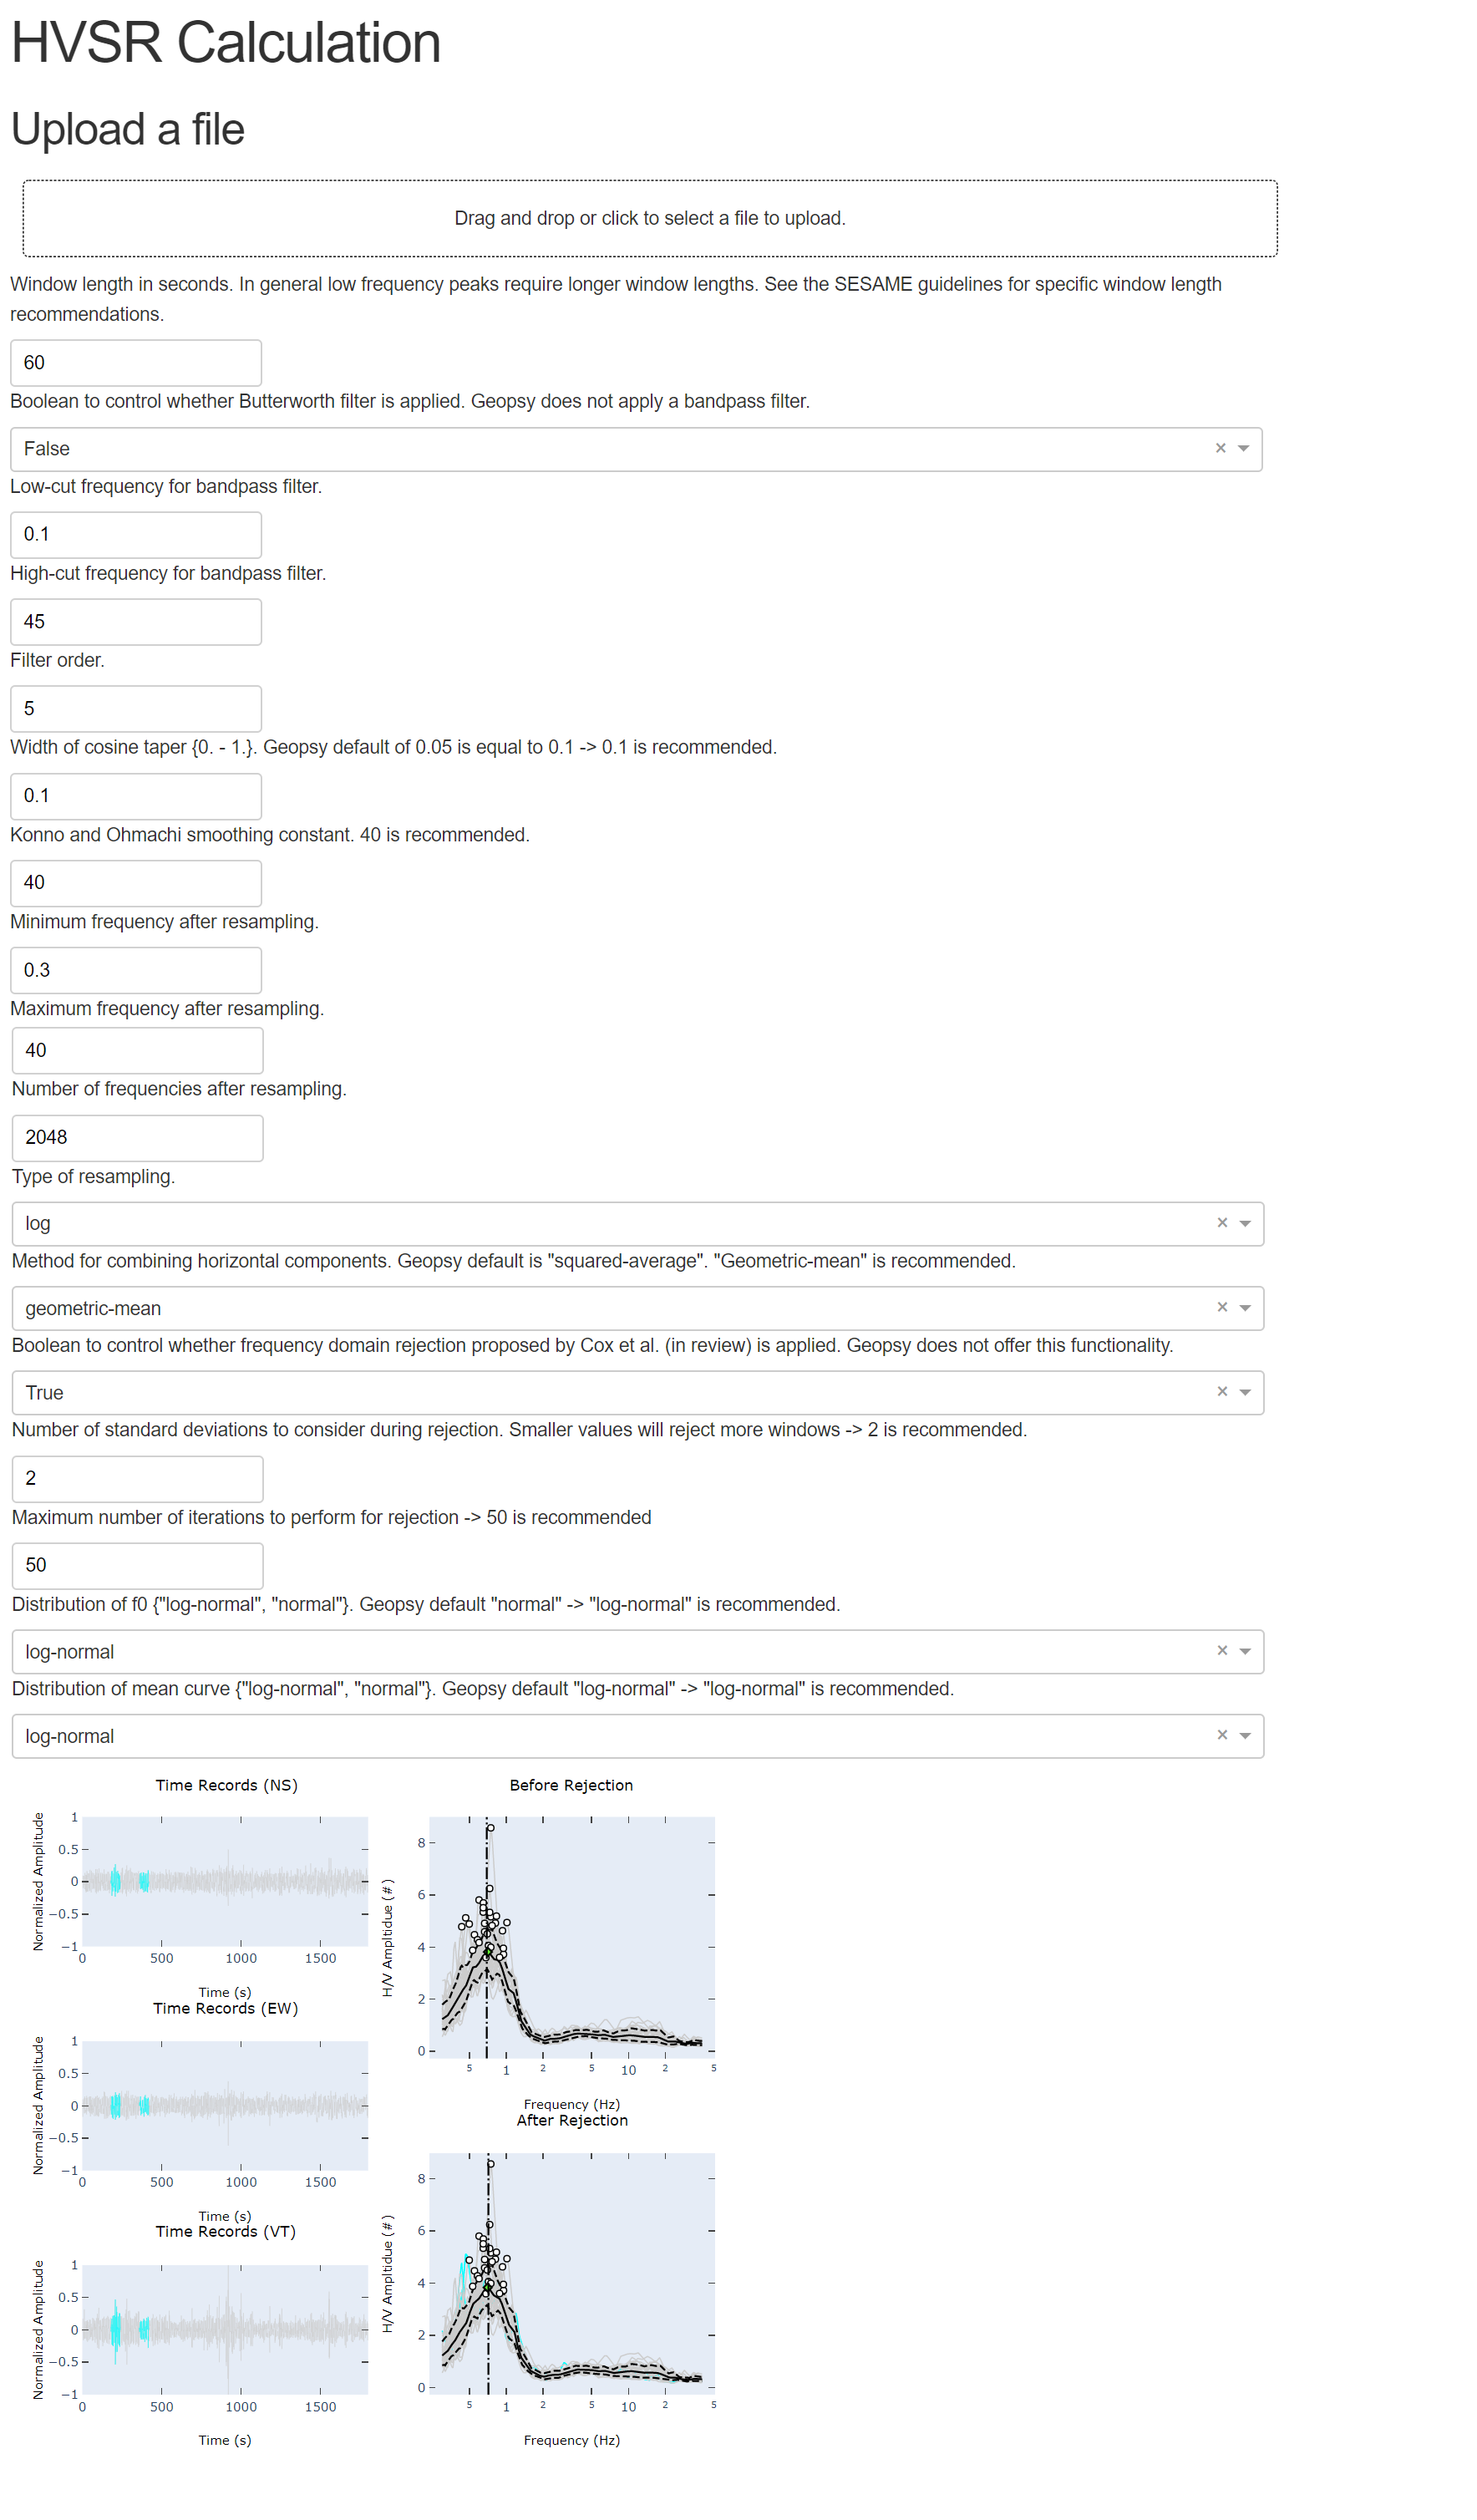 HVSR Calculation
Upload a file
Drag and drop or click to select a file to upload.
Window length in seconds. In general low frequency peaks require longer window lengths. See the SESAME guidelines for specific window length
recommendations.
60
Boolean to control whether Butterworth filter is applied. Geopsy does not apply a bandpass filter.
False × 
Low-cut frequency for bandpass filter.
0.1
High-cut frequency for bandpass filter.
45
Filter order.
5
Width of cosine taper {0. - 1.}. Geopsy default of 0.05 is equal to 0.1 -> 0.1 is recommended.
0.1
Konno and Ohmachi smoothing constant. 40 is recommended.
40
Minimum frequency after resampling.
0.3
Maximum frequency after resampling.
40
Number of frequencies after resampling.
2048
Type of resampling.
log ×
Method for combining horizontal components. Geopsy default is "squared-average". "Geometric-mean" is recommended.
geometric-mean ×
Boolean to control whether frequency domain rejection proposed by Cox et al. (in review) is applied. Geopsy does not offer this functionality.
True ×
Number of standard deviations to consider during rejection. Smaller values will reject more windows -> 2 is recommended.
2
Maximum number of iterations to perform for rejection -> 50 is recommended
50
Distribution of f0 {"log-normal", "normal"}. Geopsy default "normal" -> "log-normal" is recommended.
log-normal ×
Distribution of mean curve {"log-normal", "normal"}. Geopsy default "log-normal" -> "log-normal" is recommended.
log-normal ×
Time Records (NS)
Normalized Amplitude
1
0.5
0
−0.5
−1
0 500 1000 1500
Time (s)
Time Records (EW)
Normalized Amplitude
1
0.5
0
−0.5
−1
0 500 1000 1500
Time (s)
Time Records (VT)
Normalized Amplitude
1
0.5
0
−0.5
−1
0 500 1000 1500
Time (s)
Before Rejection
H/V Ampltidue (#)
8
6
4
2
0
5 1 2 5 10 2 5
Frequency (Hz)
After Rejection
H/V Ampltidue (#)
8
6
4
2
0
5 1 2 5 10 2 5
Frequency (Hz)